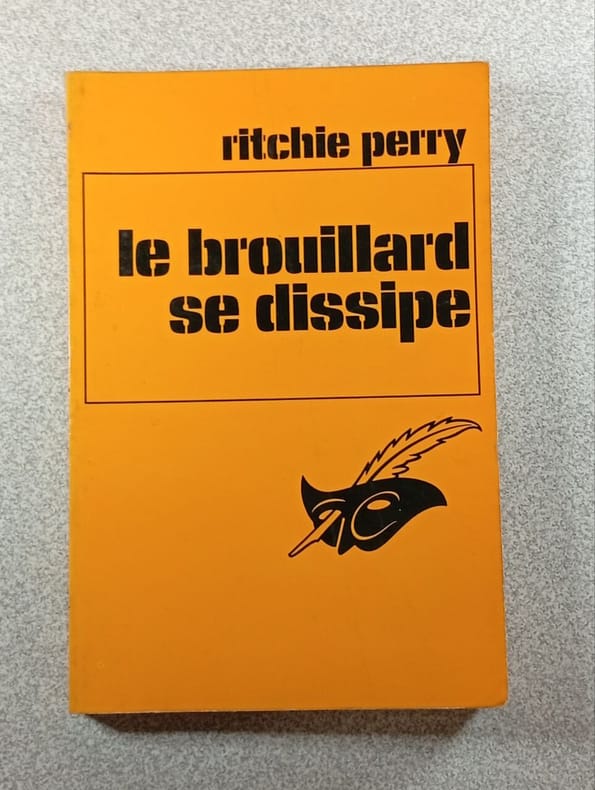 ritchie perry
le brouillard
se dissipe